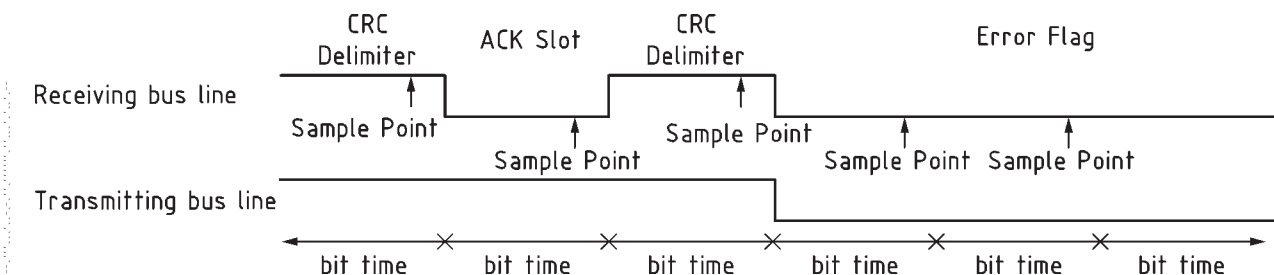 CRC
Delimiter
ACK Slot
CRC
Delimiter
Error Flag
Receiving bus line
Sample Point
Sample Point
Sample Point
Sample Point
Sample Point
Transmitting bus line
bit time
bit time
bit time
bit time
bit time
bit time